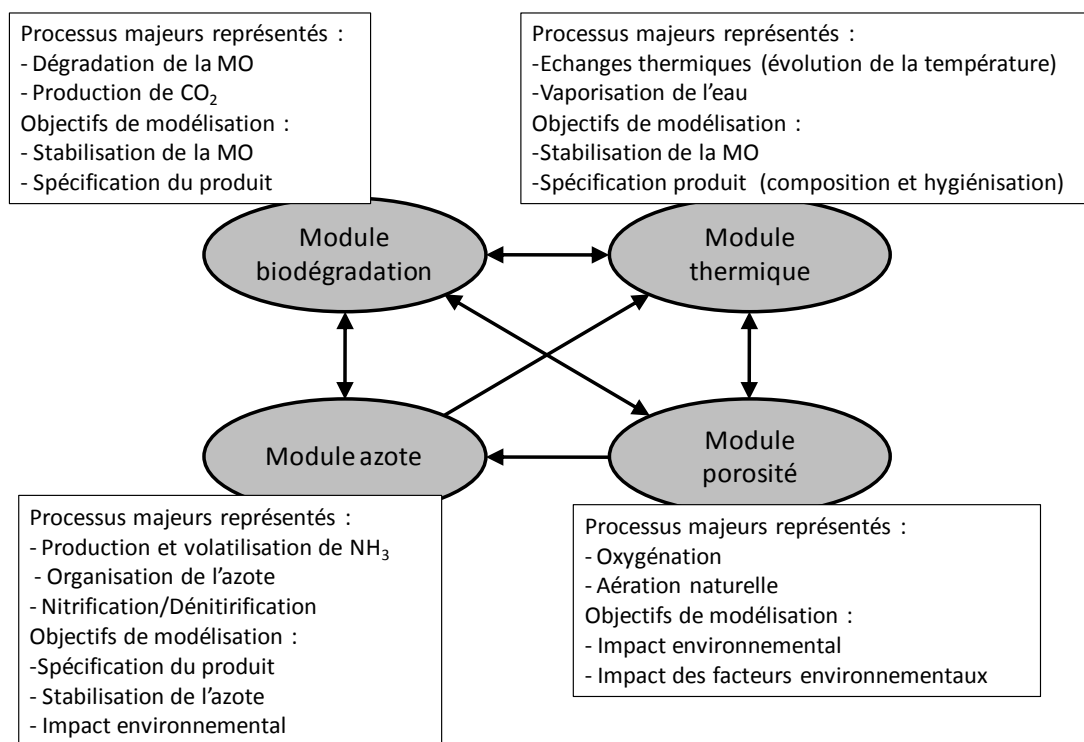 Processus majeurs représentés :
- Dégradation de la MO
- Production de CO₂
Objectifs de modélisation :
- Stabilisation de la MO
- Spécification du produit
Processus majeurs représentés :
-Echanges thermiques (évolution de la température)
-Vaporisation de l'eau
Objectifs de modélisation :
-Stabilisation de la MO
-Spécification produit (composition et hygiénisation)
Module
biodégradation
Module
thermique
Module azote
Module
porosité
Processus majeurs représentés :
- Production et volatilisation de NH₃
- Organisation de l'azote
- Nitrification/Dénitirification
Objectifs de modélisation :
-Spécification du produit
- Stabilisation de l'azote
- Impact environnemental
Processus majeurs représentés :
- Oxygénation
- Aération naturelle
Objectifs de modélisation :
- Impact environnemental
- Impact des facteurs environnementaux